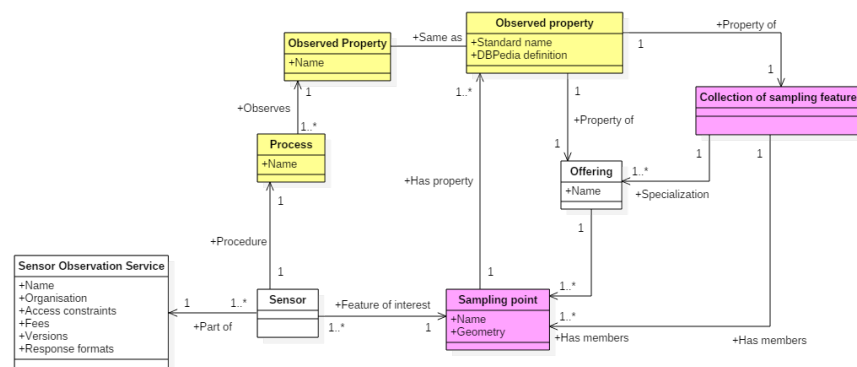 Observed property
+Standard name
+DBPedia definition
Observed Property
+Name
+Same as
1
+Property of
1
Collection of sampling feature
+Observes
1
1..*
1..*
1
+Property of
1
Process
+Name
1
+Has property
Offering
+Name
1..*
+Specialization
1
1
+Procedure
1
1
1
1..*
Sensor Observation Service
+Name
+Organisation
+Access constraints
+Fees
+Versions
+Response formats
1
1..*
+Part of
Sensor
+Feature of interest
1..*
1
Sampling point
+Name
+Geometry
1..*
+Has members
+Has members